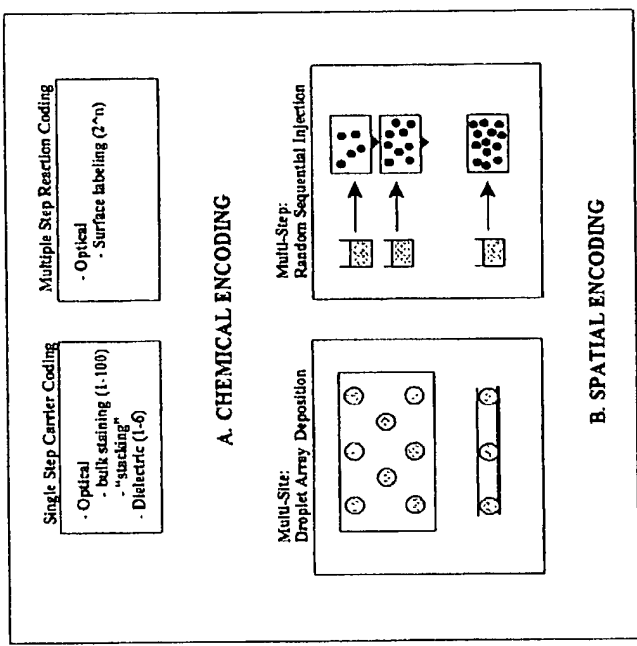 Single Step Carrier Coding
- Optical
- bulk staining (1-100)
- "stacking"
- Dielectric (1-6)
Multiple Step Reaction Coding
- Optical
- Surface labeling (2^n)
A. CHEMICAL ENCODING
Multi-Site:
Droplet Array Deposition
Multi-Step:
Random Sequential Injection
B. SPATIAL ENCODING